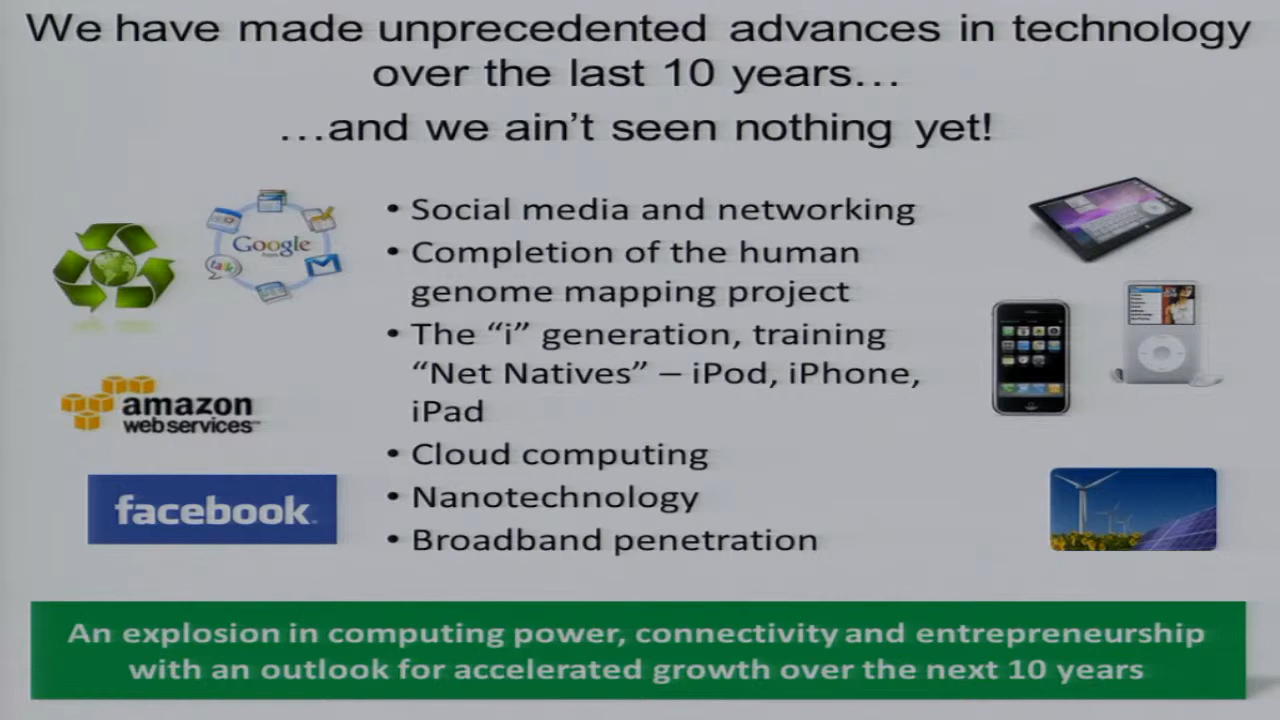 We have made unprecedented advances in technology
over the last 10 years…
…and we ain't seen nothing yet!
• Social media and networking
• Completion of the human
genome mapping project
• The “i” generation, training
“Net Natives” – iPod, iPhone,
iPad
• Cloud computing
• Nanotechnology
• Broadband penetration
Google
talk
amazon
webservices™
facebook
An explosion in computing power, connectivity and entrepreneurship
with an outlook for accelerated growth over the next 10 years